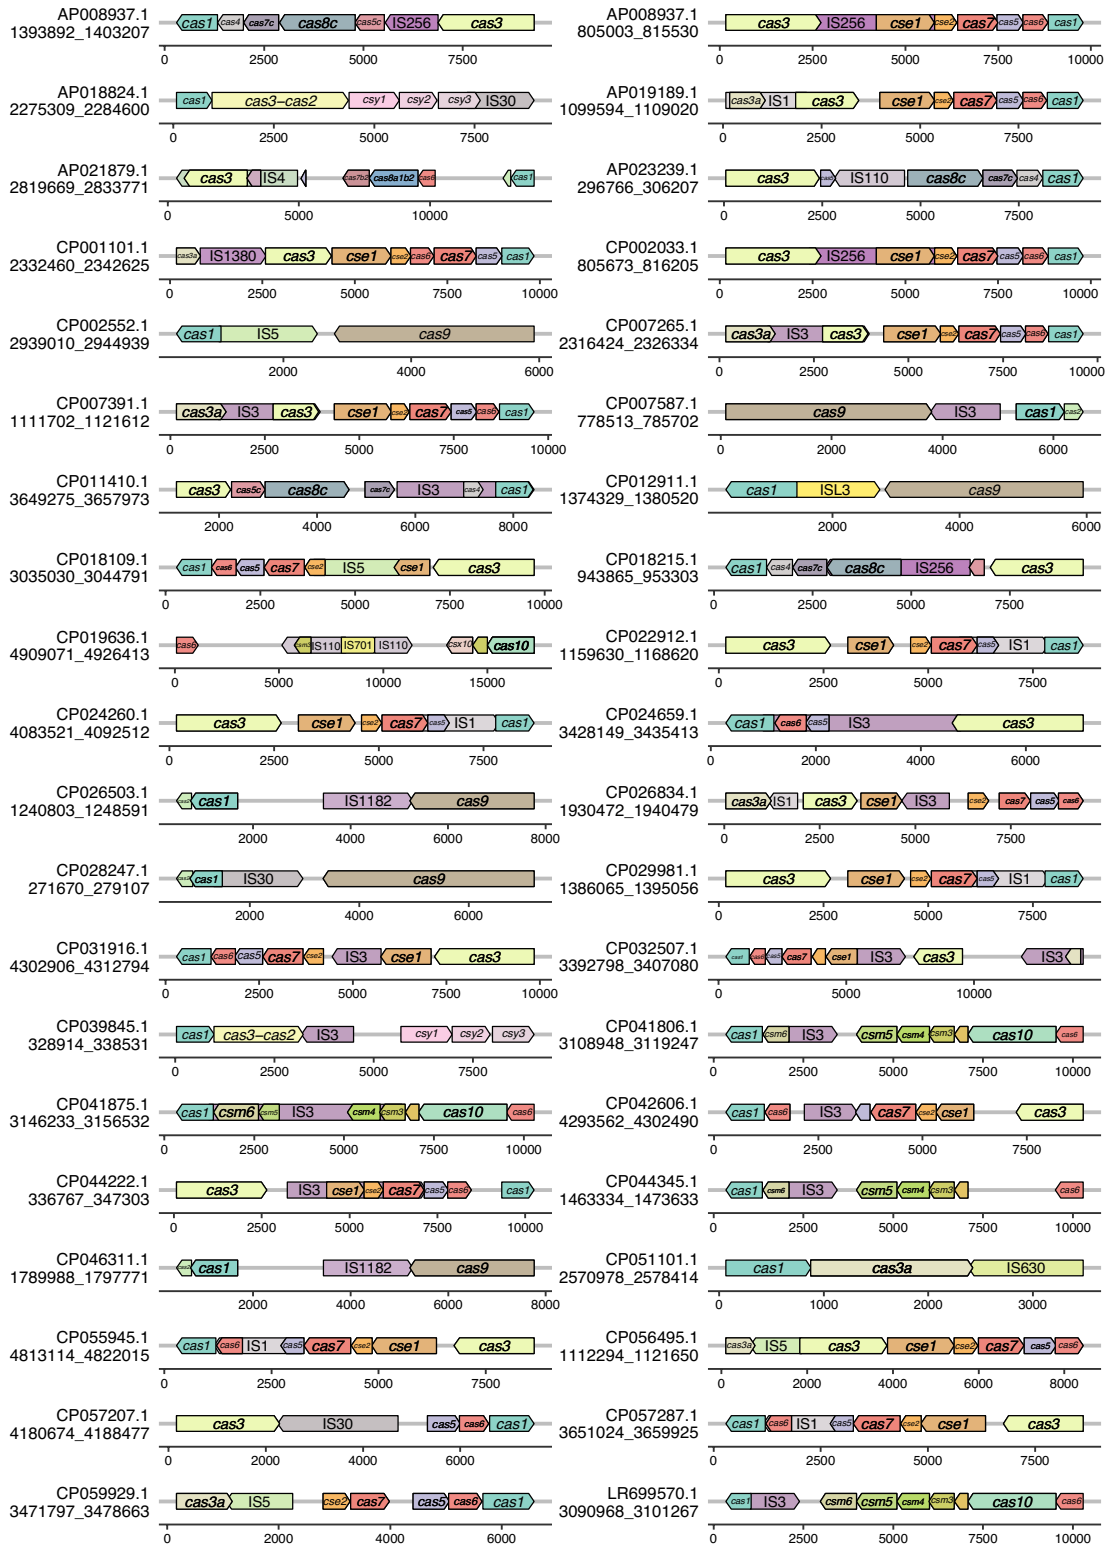 AP008937.1
1393892_1403207
cas1 cas4 cas7c cas8c cas5c IS256 cas3
0 2500 5000 7500
AP008937.1
805003_815530
cas3 IS256 cse1 cse2 cas7 cas5 cas6 cas1
0 2500 5000 7500 10000
AP018824.1
2275309_2284600
cas1 cas3-cas2 csy1 csy2 csy3 IS30
0 2500 5000 7500
AP019189.1
1099594_1109020
cas3a IS1 cas3 cse1 cse2 cas7 cas5 cas6 cas1
0 2500 5000 7500
AP021879.1
2819669_2833771
cas3 IS4 cas7b2 cas8a1b2 cas6 cas1
0 5000 10000
AP023239.1
296766_306207
cas3 IS110 cas8c cas7c cas4 cas1
0 2500 5000 7500
CP001101.1
2332460_2342625
cas3a IS1380 cas3 cse1 cse2 cas6 cas7 cas5 cas1
0 2500 5000 7500 10000
CP002033.1
805673_816205
cas3 IS256 cse1 cse2 cas7 cas5 cas6 cas1
0 2500 5000 7500 10000
CP002552.1
2939010_2944939
cas1 IS5 cas9
2000 4000 6000
CP007265.1
2316424_2326334
cas3a IS3 cas3 cse1 cse2 cas7 cas5 cas6 cas1
0 2500 5000 7500 10000
CP007391.1
1111702_1121612
cas3a IS3 cas3 cse1 cse2 cas7 cas5 cas6 cas1
0 2500 5000 7500 10000
CP007587.1
778513_785702
cas9 IS3 cas1 cas2
0 2000 4000 6000
CP011410.1
3649275_3657973
cas3 cas5c cas8c cas7c IS3 cas4 cas1
2000 4000 6000 8000
CP012911.1
1374329_1380520
cas1 ISL3 cas9
2000 4000 6000
CP018109.1
3035030_3044791
cas1 cas6 cas5 cas7 cse2 IS5 cse1 cas3
0 2500 5000 7500 10000
CP018215.1
943865_953303
cas1 cas4 cas7c cas8c IS256 cas3
0 2500 5000 7500
CP019636.1
4909071_4926413
cas6 csm3 IS110 IS701 IS110 csx10 cas10
0 5000 10000 15000
CP022912.1
1159630_1168620
cas3 cse1 cse2 cas7 cas5 IS1 cas1
0 2500 5000 7500
CP024260.1
4083521_4092512
cas3 cse1 cse2 cas7 cas5 IS1 cas1
0 2500 5000 7500
CP024659.1
3428149_3435413
cas1 cas6 cas5 IS3 cas3
0 2000 4000 6000
CP026503.1
1240803_1248591
cas2 cas1 IS1182 cas9
2000 4000 6000 8000
CP026834.1
1930472_1940479
cas3a IS1 cas3 cse1 IS3 cse2 cas7 cas5 cas6
0 2500 5000 7500
CP028247.1
271670_279107
cas2 cas1 IS30 cas9
2000 4000 6000
CP029981.1
1386065_1395056
cas3 cse1 cse2 cas7 cas5 IS1 cas1
0 2500 5000 7500
CP031916.1
4302906_4312794
cas1 cas6 cas5 cas7 cse2 IS3 cse1 cas3
0 2500 5000 7500 10000
CP032507.1
3392798_3407080
cas1 cas6 cas5 cas7 cse1 IS3 cas3 IS3
0 5000 10000
CP039845.1
328914_338531
cas1 cas3-cas2 IS3 csy1 csy2 csy3
0 2500 5000 7500
CP041806.1
3108948_3119247
cas1 csm6 IS3 csm5 csm4 csm3 cas10 cas6
0 2500 5000 7500 10000
CP041875.1
3146233_3156532
cas1 csm6 csm5 IS3 csm4 csm3 cas10 cas6
0 2500 5000 7500 10000
CP042606.1
4293562_4302490
cas1 cas6 IS3 cas7 cse2 cse1 cas3
0 2500 5000 7500
CP044222.1
336767_347303
cas3 IS3 cse1 cse2 cas7 cas5 cas6 cas1
0 2500 5000 7500 10000
CP044345.1
1463334_1473633
cas1 csm6 IS3 csm5 csm4 csm3 cas6
0 2500 5000 7500 10000
CP046311.1
1789988_1797771
cas2 cas1 IS1182 cas9
2000 4000 6000 8000
CP051101.1
2570978_2578414
cas1 cas3a IS630
0 1000 2000 3000
CP055945.1
4813114_4822015
cas1 cas6 IS1 cas5 cas7 cse2 cse1 cas3
2500 5000 7500
CP056495.1
1112294_1121650
cas3a IS5 cas3 cse1 cse2 cas7 cas5 cas6
0 2000 4000 6000 8000
CP057207.1
4180674_4188477
cas3 IS30 cas5 cas6 cas1
0 2000 4000 6000
CP057287.1
3651024_3659925
cas1 cas6 IS1 cas5 cas7 cse2 cse1 cas3
0 2500 5000 7500
CP059929.1
3471797_3478663
cas3a IS5 cse2 cas7 cas5 cas6 cas1
0 2000 4000 6000
LR699570.1
3090968_3101267
cas1 IS3 csm6 csm5 csm4 csm3 cas10 cas6
0 2500 5000 7500 10000